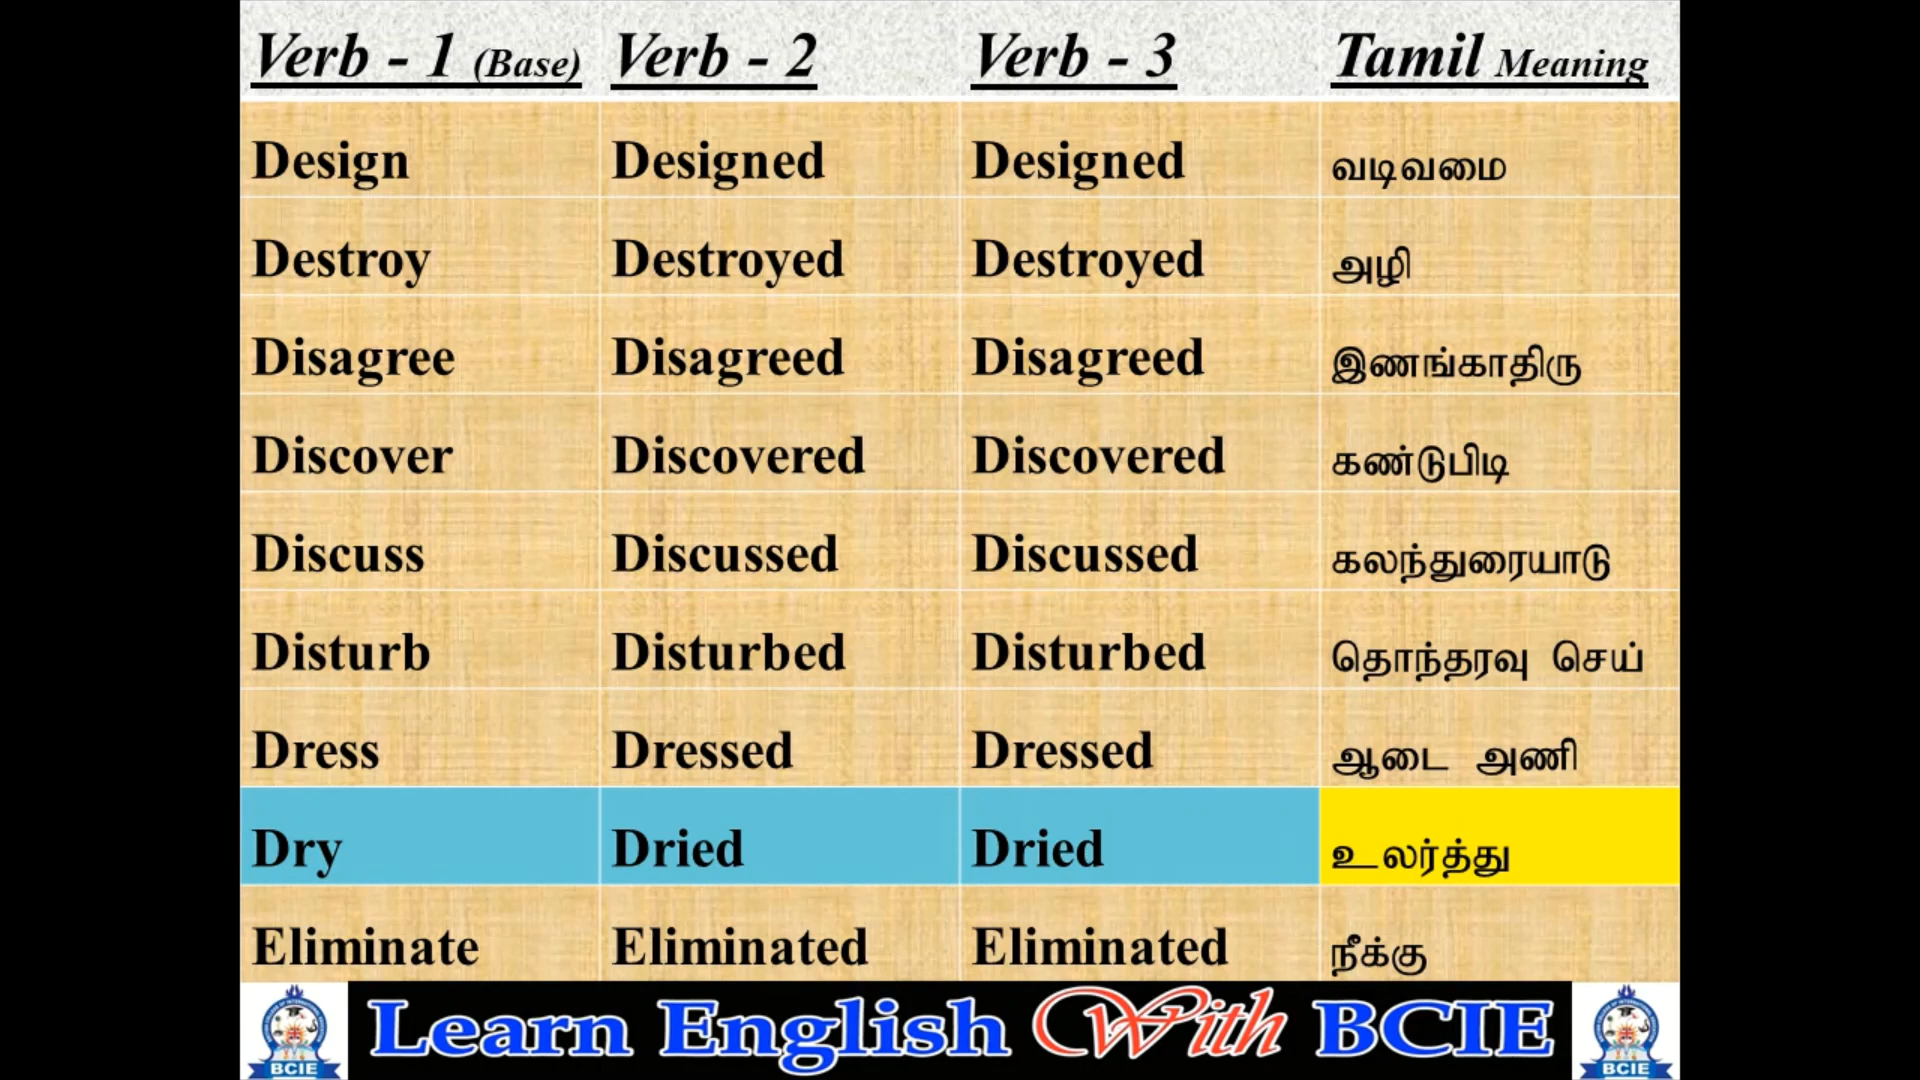 Verb - 1 (Base) Verb - 2 Verb - 3 Tamil Meaning
Design Designed Designed வடிவமை
Destroy Destroyed Destroyed அழி
Disagree Disagreed Disagreed இணங்காதிரு
Discover Discovered Discovered கண்டுபிடி
Discuss Discussed Discussed கலந்துரையாடு
Disturb Disturbed Disturbed தொந்தரவு செய்
Dress Dressed Dressed ஆடை அணி
Dry Dried Dried உலர்த்து
Eliminate Eliminated Eliminated நீக்கு
BCIE Learn English With BCIE BCIE